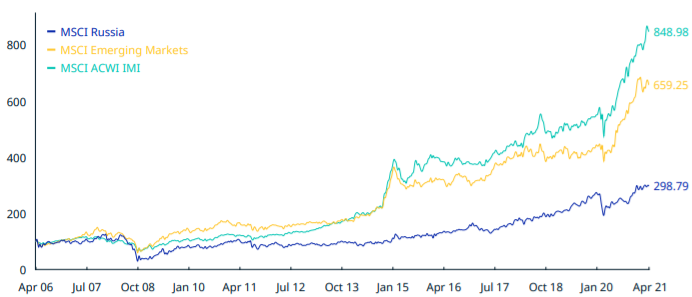 MSCI Russia
MSCI Emerging Markets
MSCI ACWI IMI
800
600
400
200
0
848.98
659.25
298.79
Apr 06 Jul 07 Oct 08 Jan 10 Apr 11 Jul 12 Oct 13 Jan 15 Apr 16 Jul 17 Oct 18 Jan 20 Apr 21